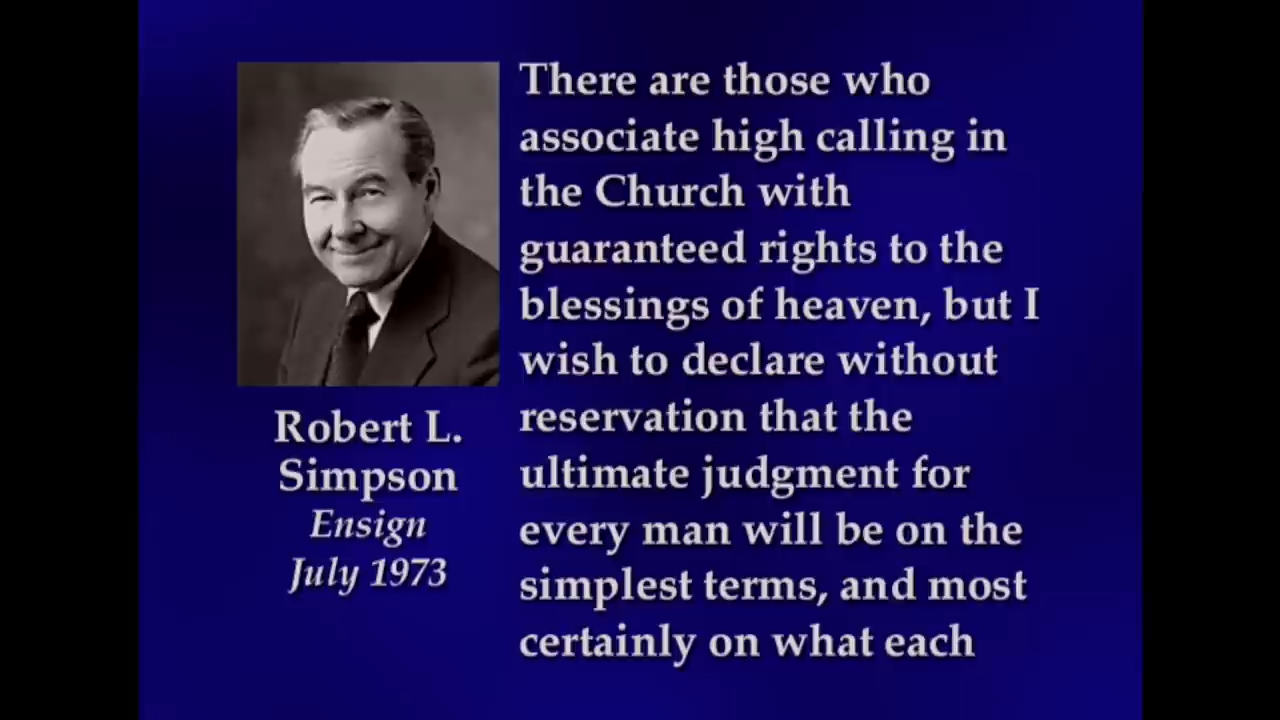 There are those who
associate high calling in
the Church with
guaranteed rights to the
blessings of heaven, but I
wish to declare without
reservation that the
ultimate judgment for
every man will be on the
simplest terms, and most
certainly on what each
Robert L.
Simpson
Ensign
July 1973